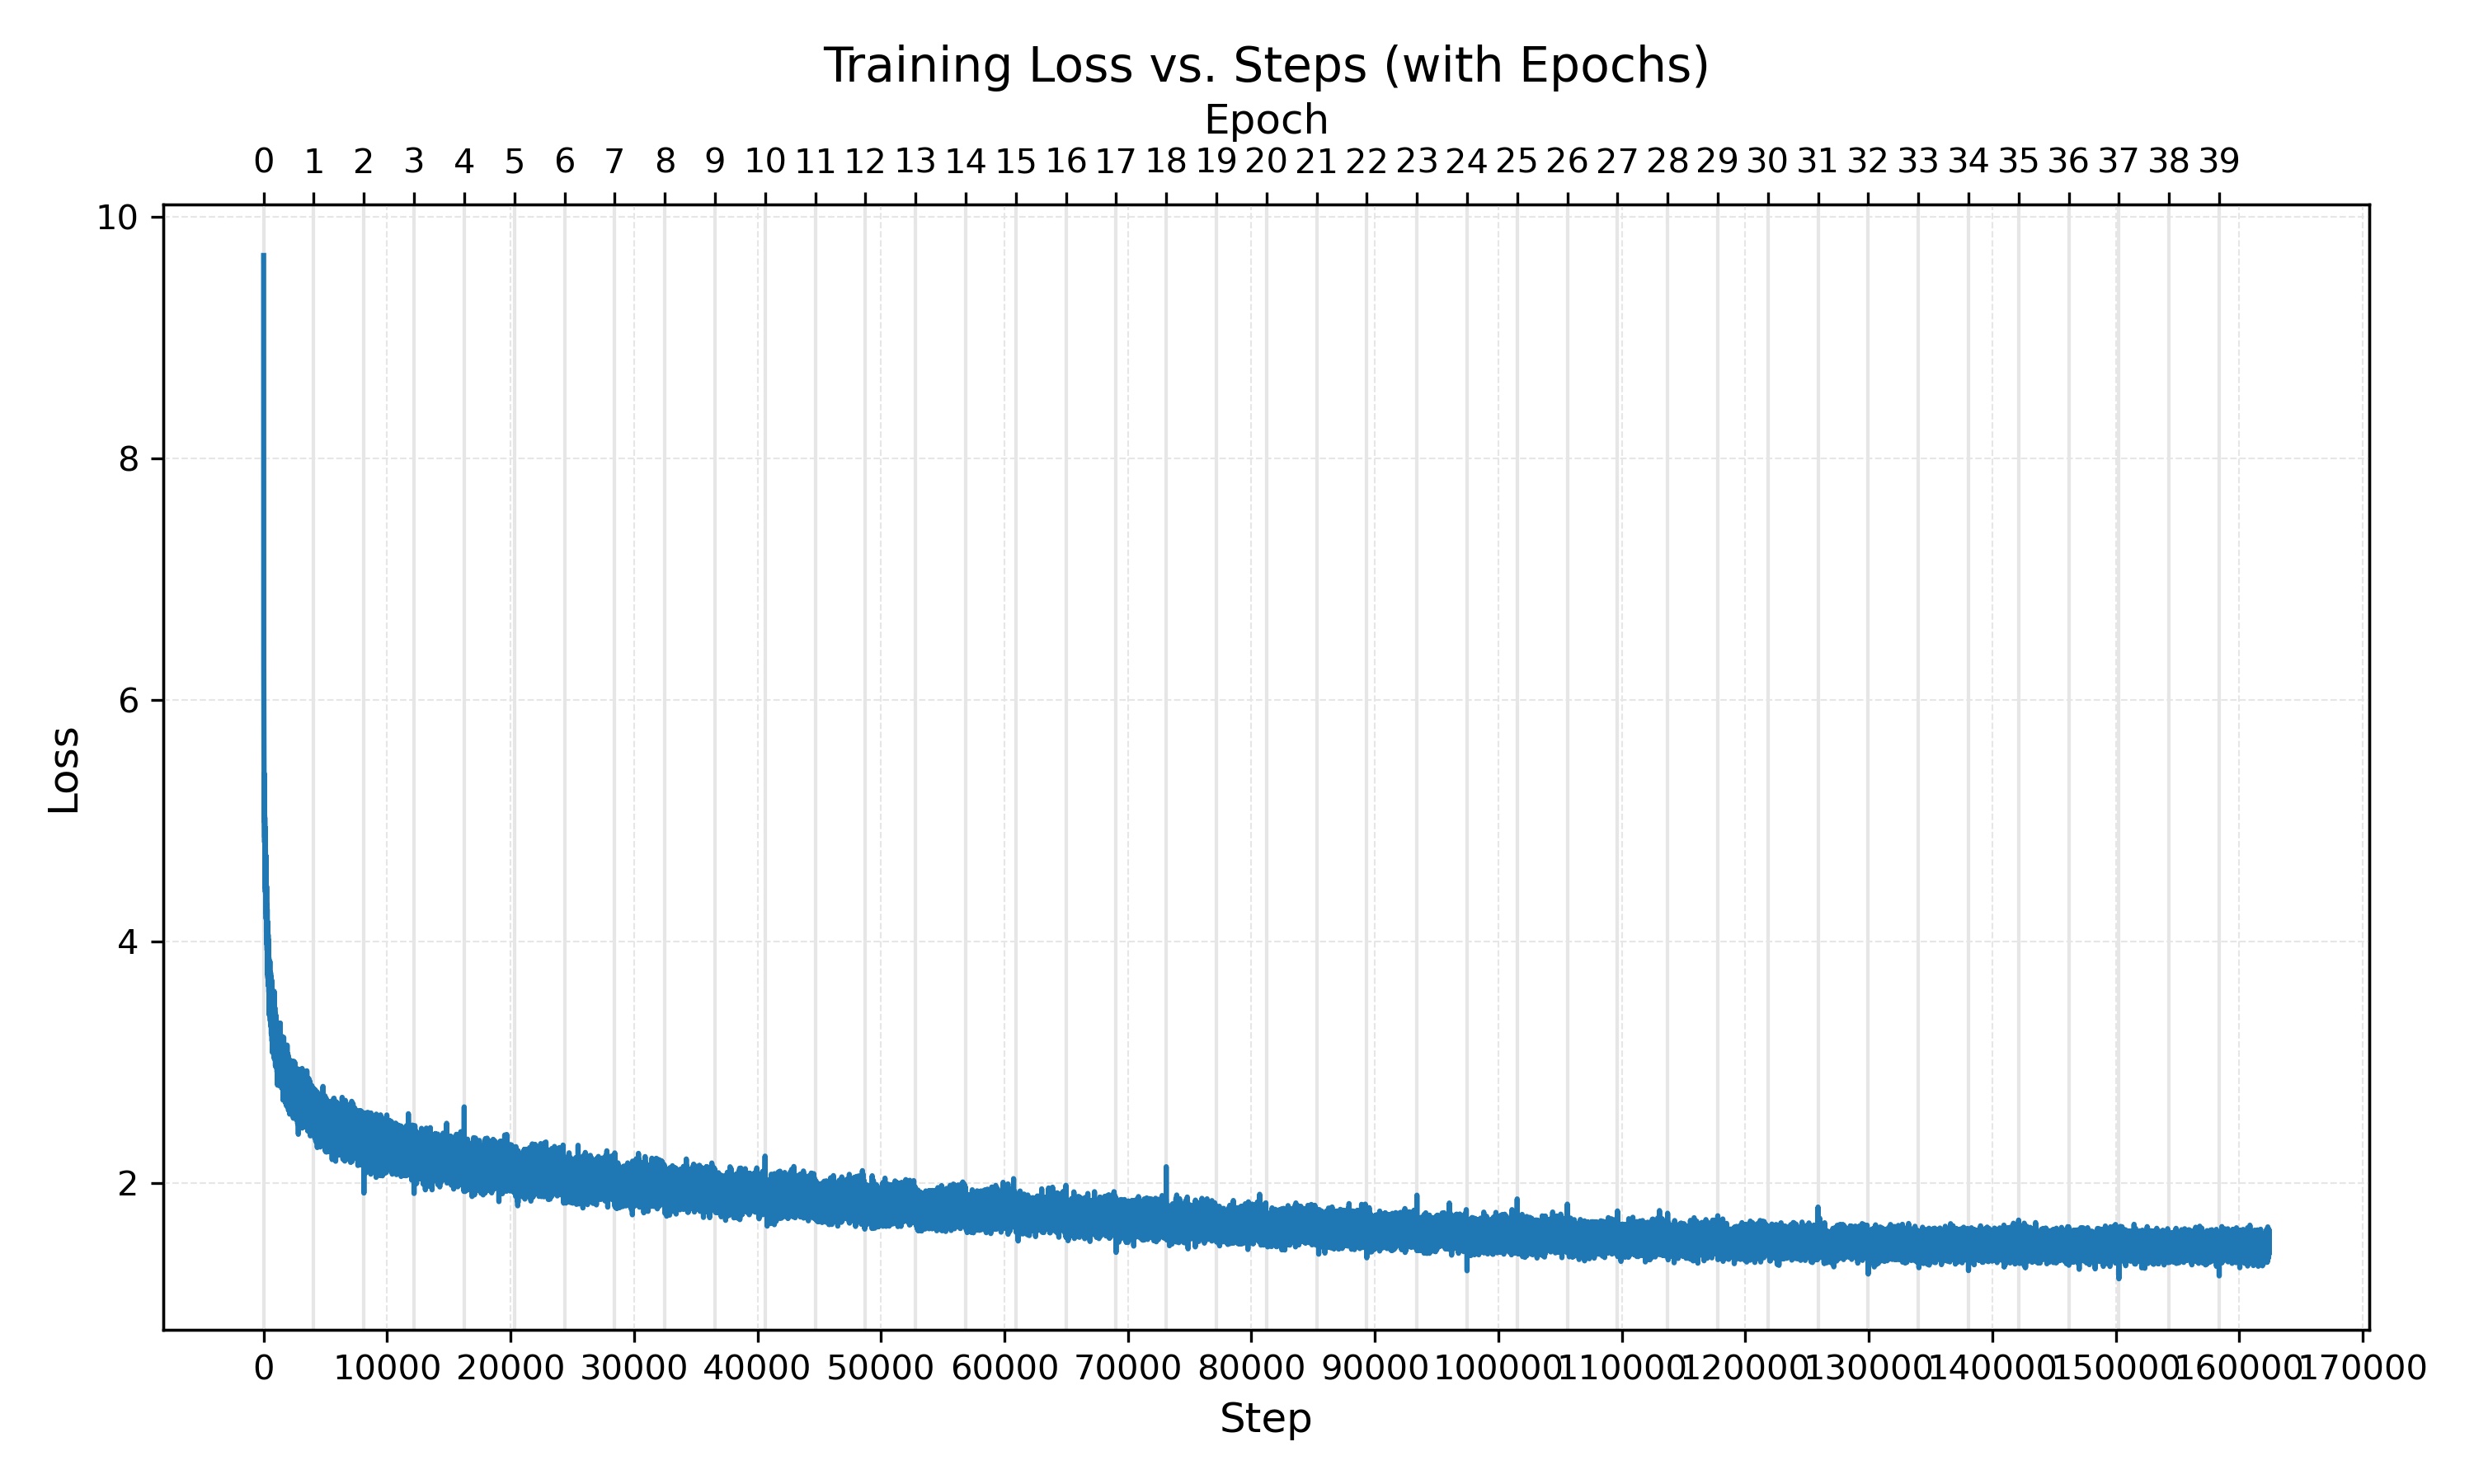 Training Loss vs. Steps (with Epochs)
Epoch
0 1 2 3 4 5 6 7 8 9 10 11 12 13 14 15 16 17 18 19 20 21 22 23 24 25 26 27 28 29 30 31 32 33 34 35 36 37 38 39
10
8
6
4
2
Loss
0 10000 20000 30000 40000 50000 60000 70000 80000 90000 100000 110000 120000 130000 140000 150000 160000 170000
Step